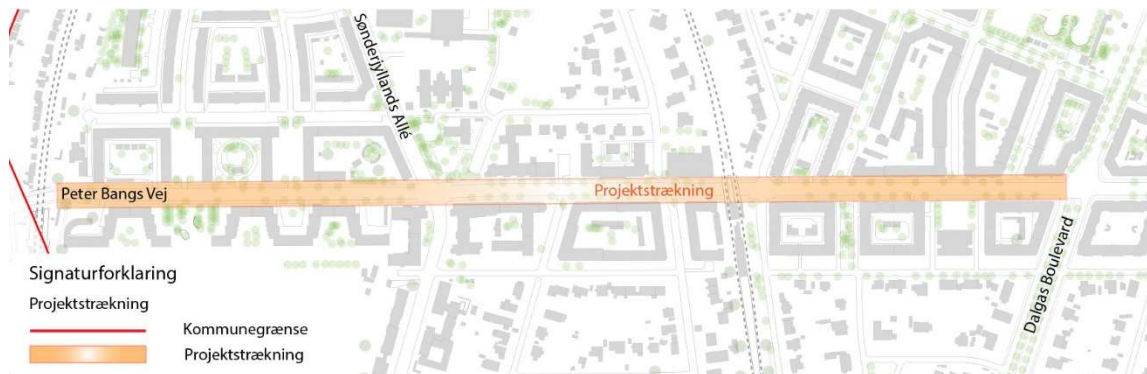 Sønderjyllands Allé
Peter Bangs Vej
Projektstrækning
Dalgas Boulevard
Signaturforklaring
Projektstrækning
Kommunegrænse
Projektstrækning